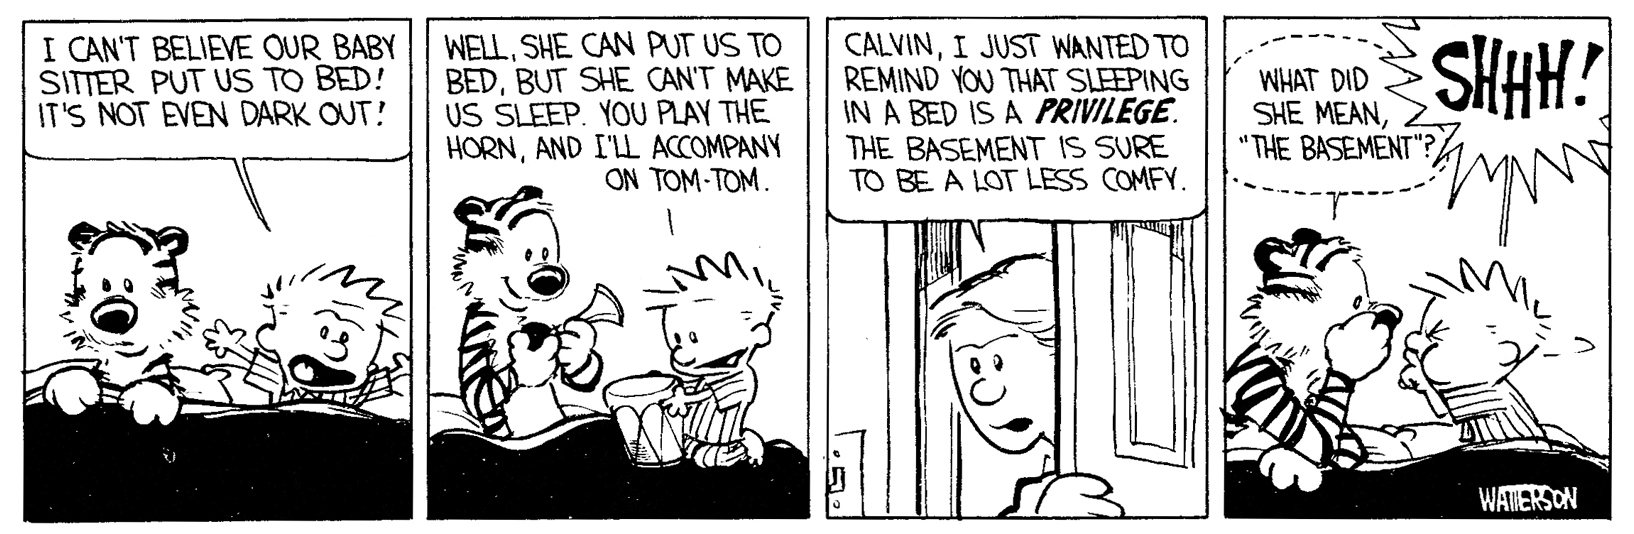 I CAN'T BELIEVE OUR BABY
SITTER PUT US TO BED!
IT'S NOT EVEN DARK OUT!
WELL, SHE CAN PUT US TO
BED, BUT SHE CAN'T MAKE
US SLEEP. YOU PLAY THE
HORN, AND I'LL ACCOMPANY
ON TOM-TOM.
CALVIN, I JUST WANTED TO
REMIND YOU THAT SLEEPING
IN A BED IS A PRIVILEGE.
THE BASEMENT IS SURE
TO BE A LOT LESS COMFY.
WHAT DID
SHE MEAN,
"THE BASEMENT"?
SHHH!
WATTERSON